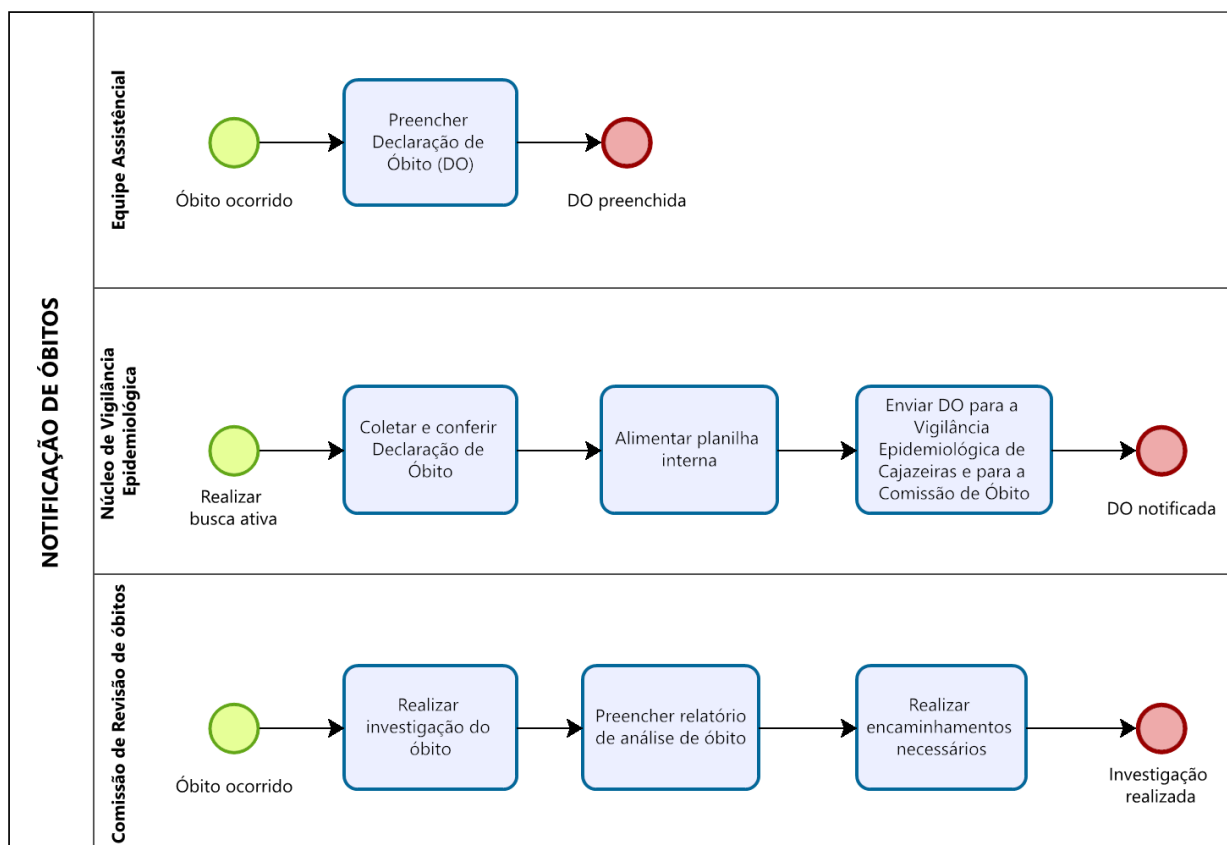 NOTIFICAÇÃO DE ÓBITOS
Equipe Assistêncial
Óbito ocorrido
Preencher
Declaração de
Óbito (DO)
DO preenchida
Núcleo de Vigilância
Epidemiológica
Realizar
busca ativa
Coletar e conferir
Declaração de
Óbito
Alimentar planilha
interna
Enviar DO para a
Vigilância
Epidemiológica de
Cajazeiras e para a
Comissão de Óbito
DO notificada
Comissão de Revisão de óbitos
Óbito ocorrido
Realizar
investigação do
óbito
Preencher relatório
de análise de óbito
Realizar
encaminhamentos
necessários
Investigação
realizada